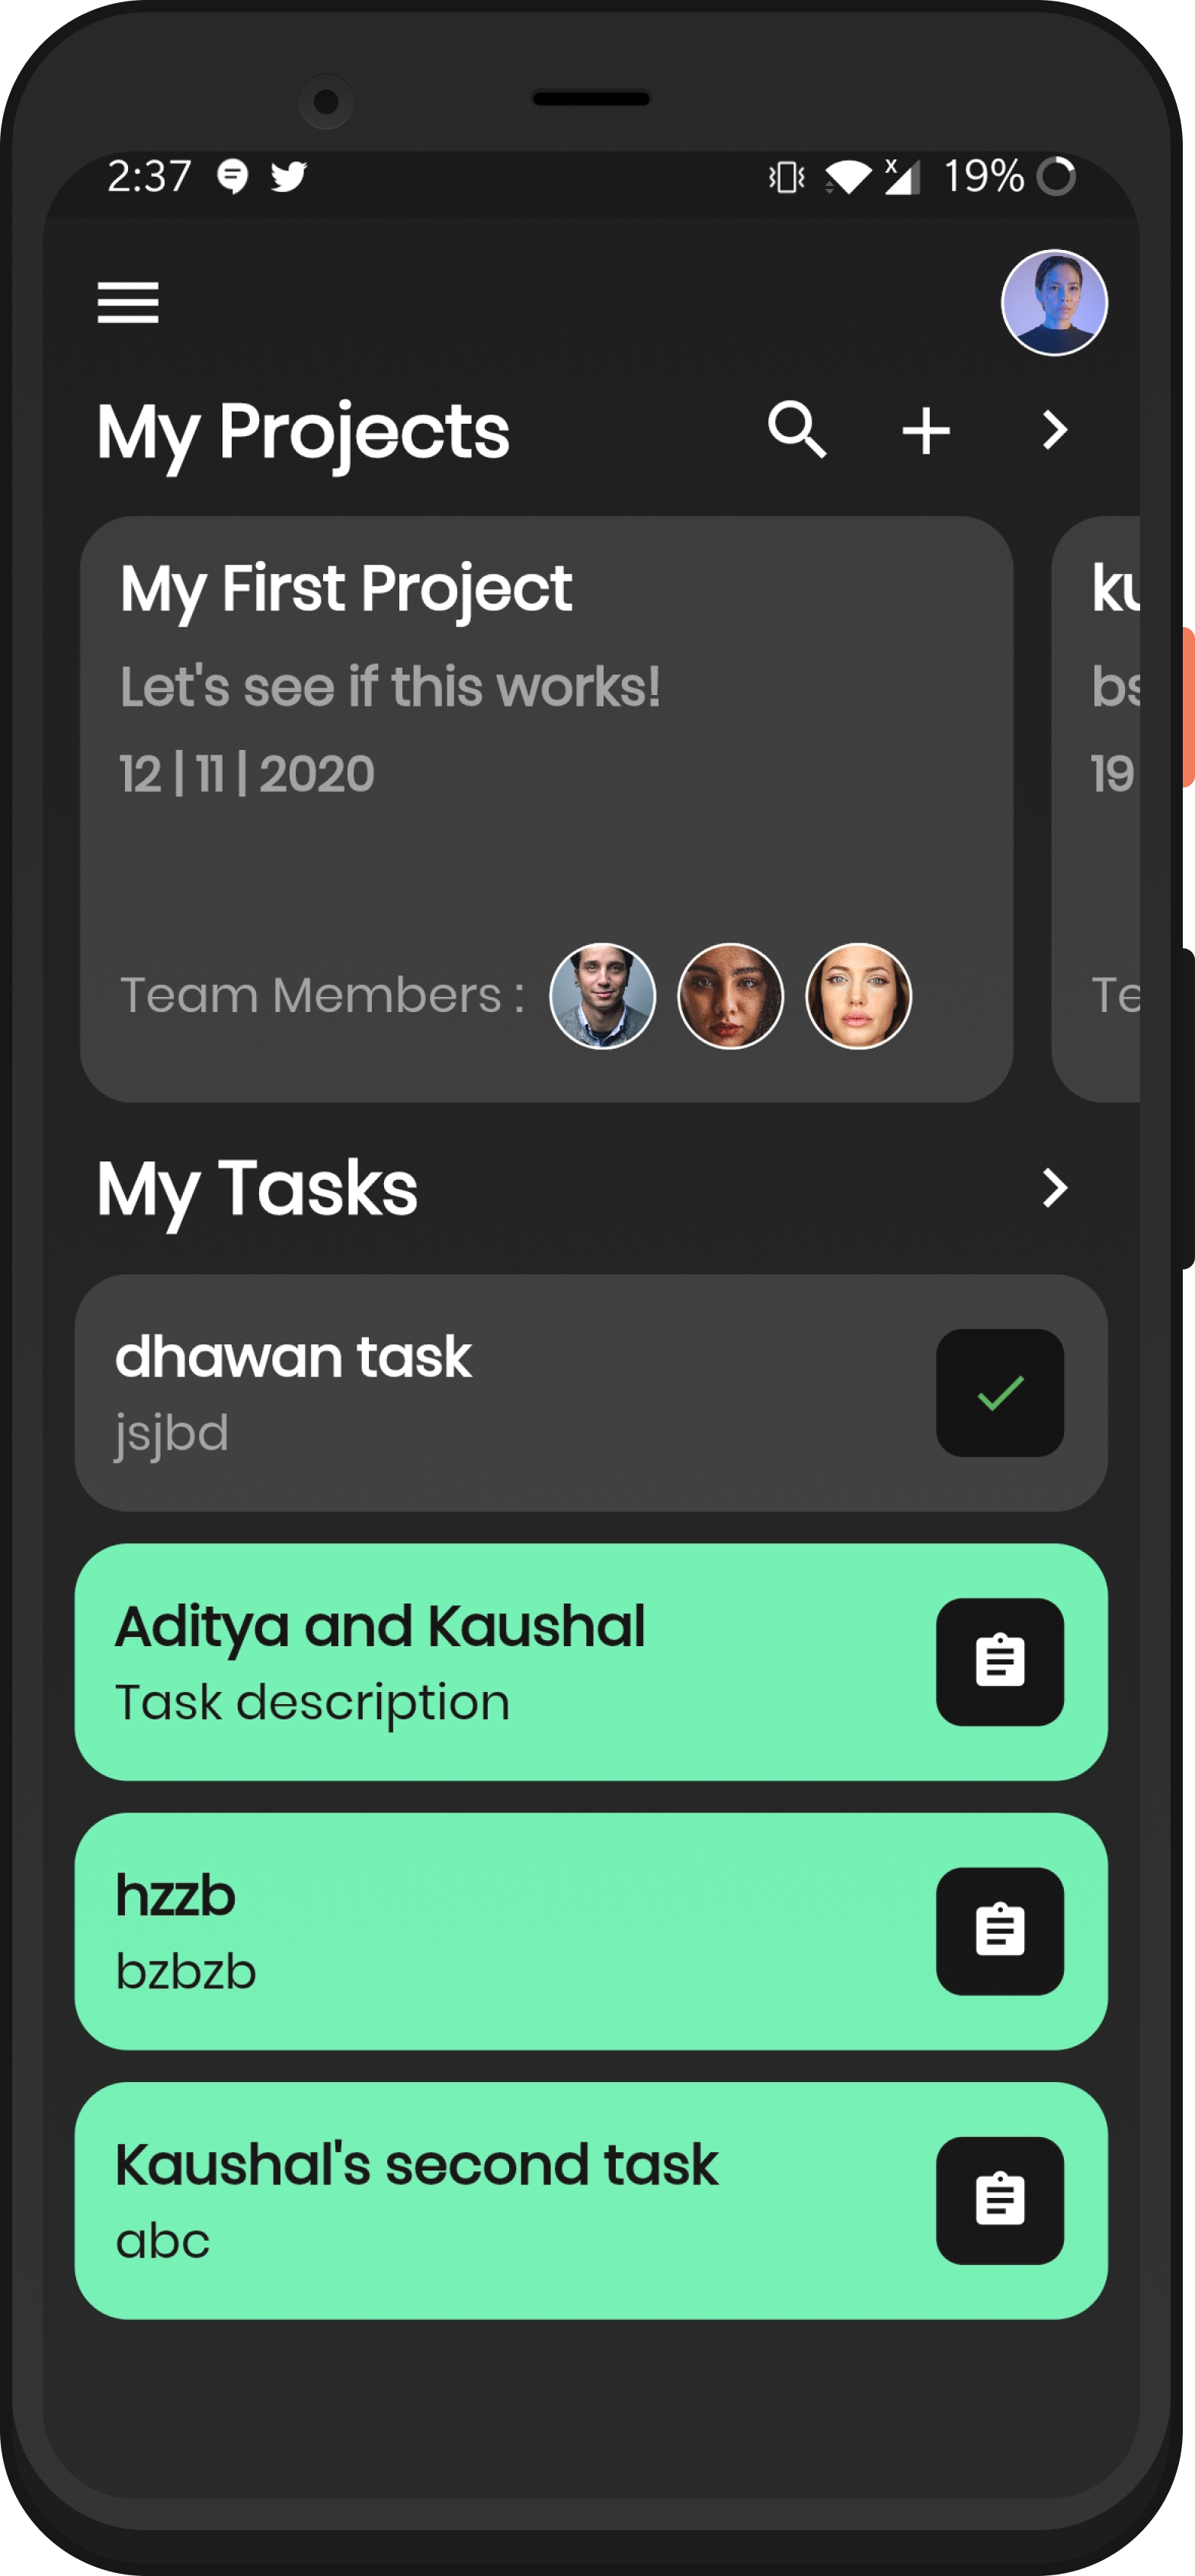 2:37
x
19%
My Projects
My First Project
Let's see if this works!
12 | 11 | 2020
Team Members :
ku
bs
19
Te
My Tasks
dhawan task
jsjbd
Aditya and Kaushal
Task description
hzzb
bzbzb
Kaushal's second task
abc